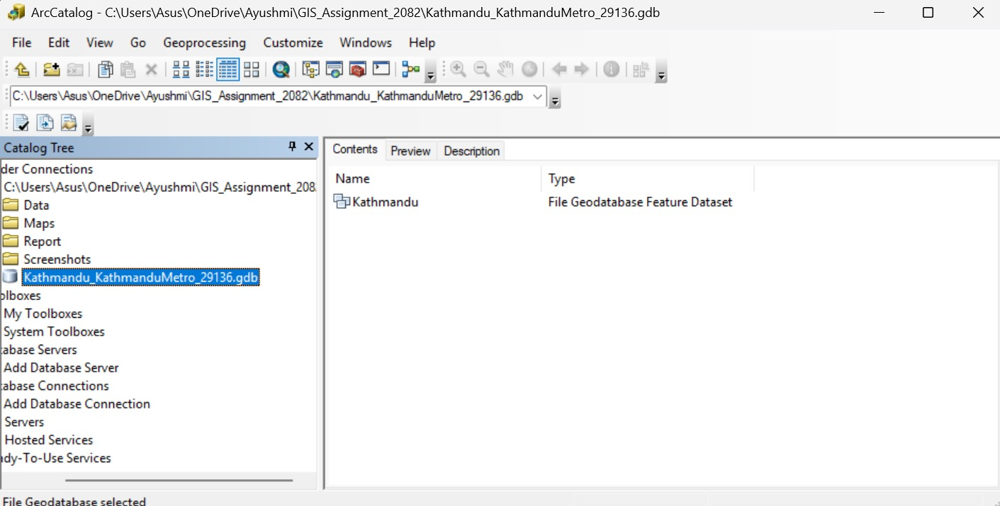 ArcCatalog - C:\Users\Asus\OneDrive\Ayushmi\GIS_Assignment_2082\Kathmandu_KathmanduMetro_29136.gdb
File Edit View Go Geoprocessing Customize Windows Help
C:\Users\Asus\OneDrive\Ayushmi\GIS_Assignment_2082\Kathmandu_KathmanduMetro_29136.gdb
Catalog Tree
der Connections
C:\Users\Asus\OneDrive\Ayushmi\GIS_Assignment_208
Data
Maps
Report
Screenshots
Kathmandu_KathmanduMetro_29136.gdb
olboxes
My Toolboxes
System Toolboxes
tabase Servers
Add Database Server
tabase Connections
Add Database Connection
Servers
Hosted Services
ady-To-Use Services
Contents Preview Description
Name Type
Kathmandu File Geodatabase Feature Dataset
File Geodatabase selected